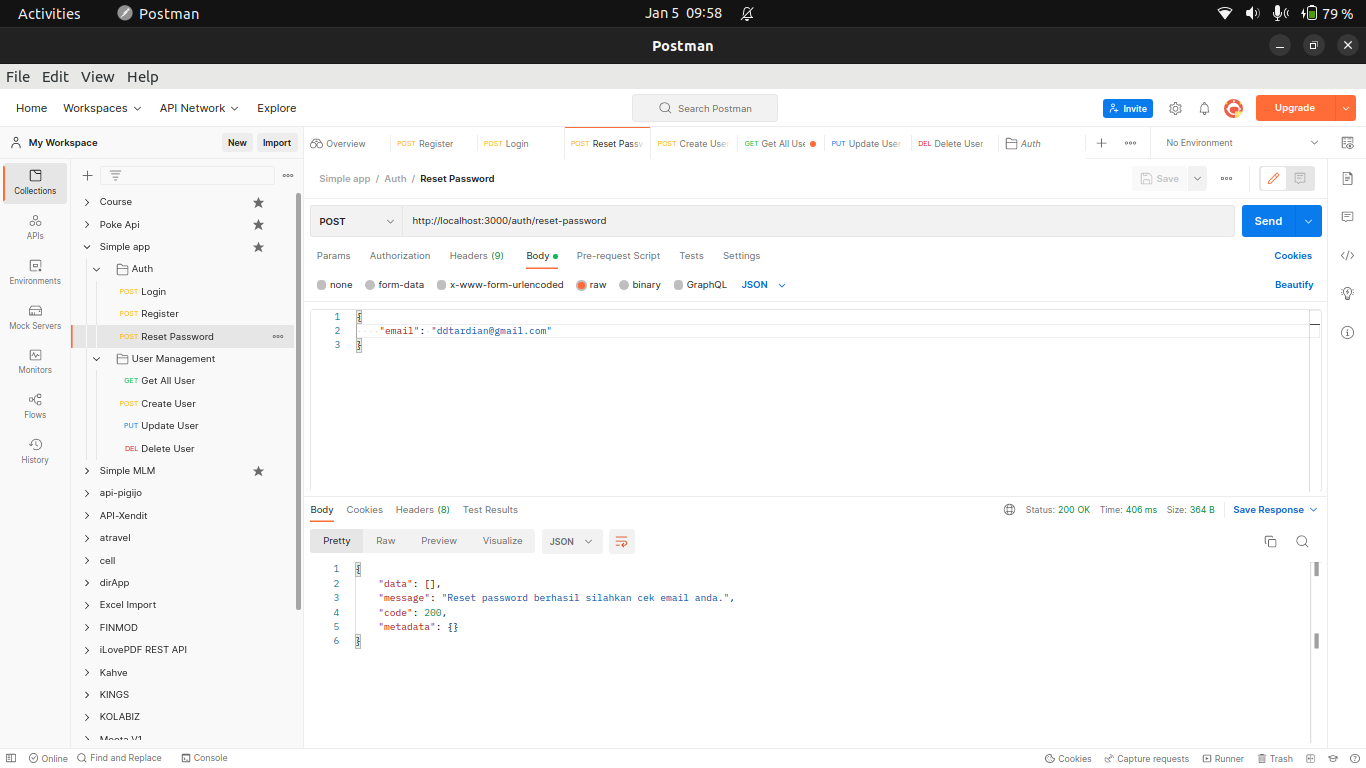 Activities Postman Jan 5 09:58 79 %
Postman
File Edit View Help
Home Workspaces API Network Explore Search Postman Invite Upgrade
My Workspace New Import
Overview POST Register POST Login POST Reset Passv POST Create Use GET Get All Use PUT Update User DEL Delete User Auth No Environment
Collections
APIs
Environments
Mock Servers
Monitors
Flows
History
Course
Poke Api
Simple app
Auth
POST Login
POST Register
POST Reset Password
User Management
GET Get All User
POST Create User
PUT Update User
DEL Delete User
Simple MLM
api-pigijo
API-Xendit
atravel
cell
dirApp
Excel Import
FINMOD
iLovePDF REST API
Kahve
KINGS
KOLABIZ
Simple app / Auth / Reset Password Save
POST http://localhost:3000/auth/reset-password Send
Params Authorization Headers (9) Body Pre-request Script Tests Settings Cookies
none form-data x-www-form-urlencoded raw binary GraphQL JSON Beautify
1 {
2 "email": "ddtardian@gmail.com"
3 }
Body Cookies Headers (8) Test Results Status: 200 OK Time: 406 ms Size: 364 B Save Response
Pretty Raw Preview Visualize JSON
1 {
2 "data": [],
3 "message": "Reset password berhasil silahkan cek email anda.",
4 "code": 200,
5 "metadata": {}
6 }
Online Find and Replace Console Cookies Capture requests Runner Trash